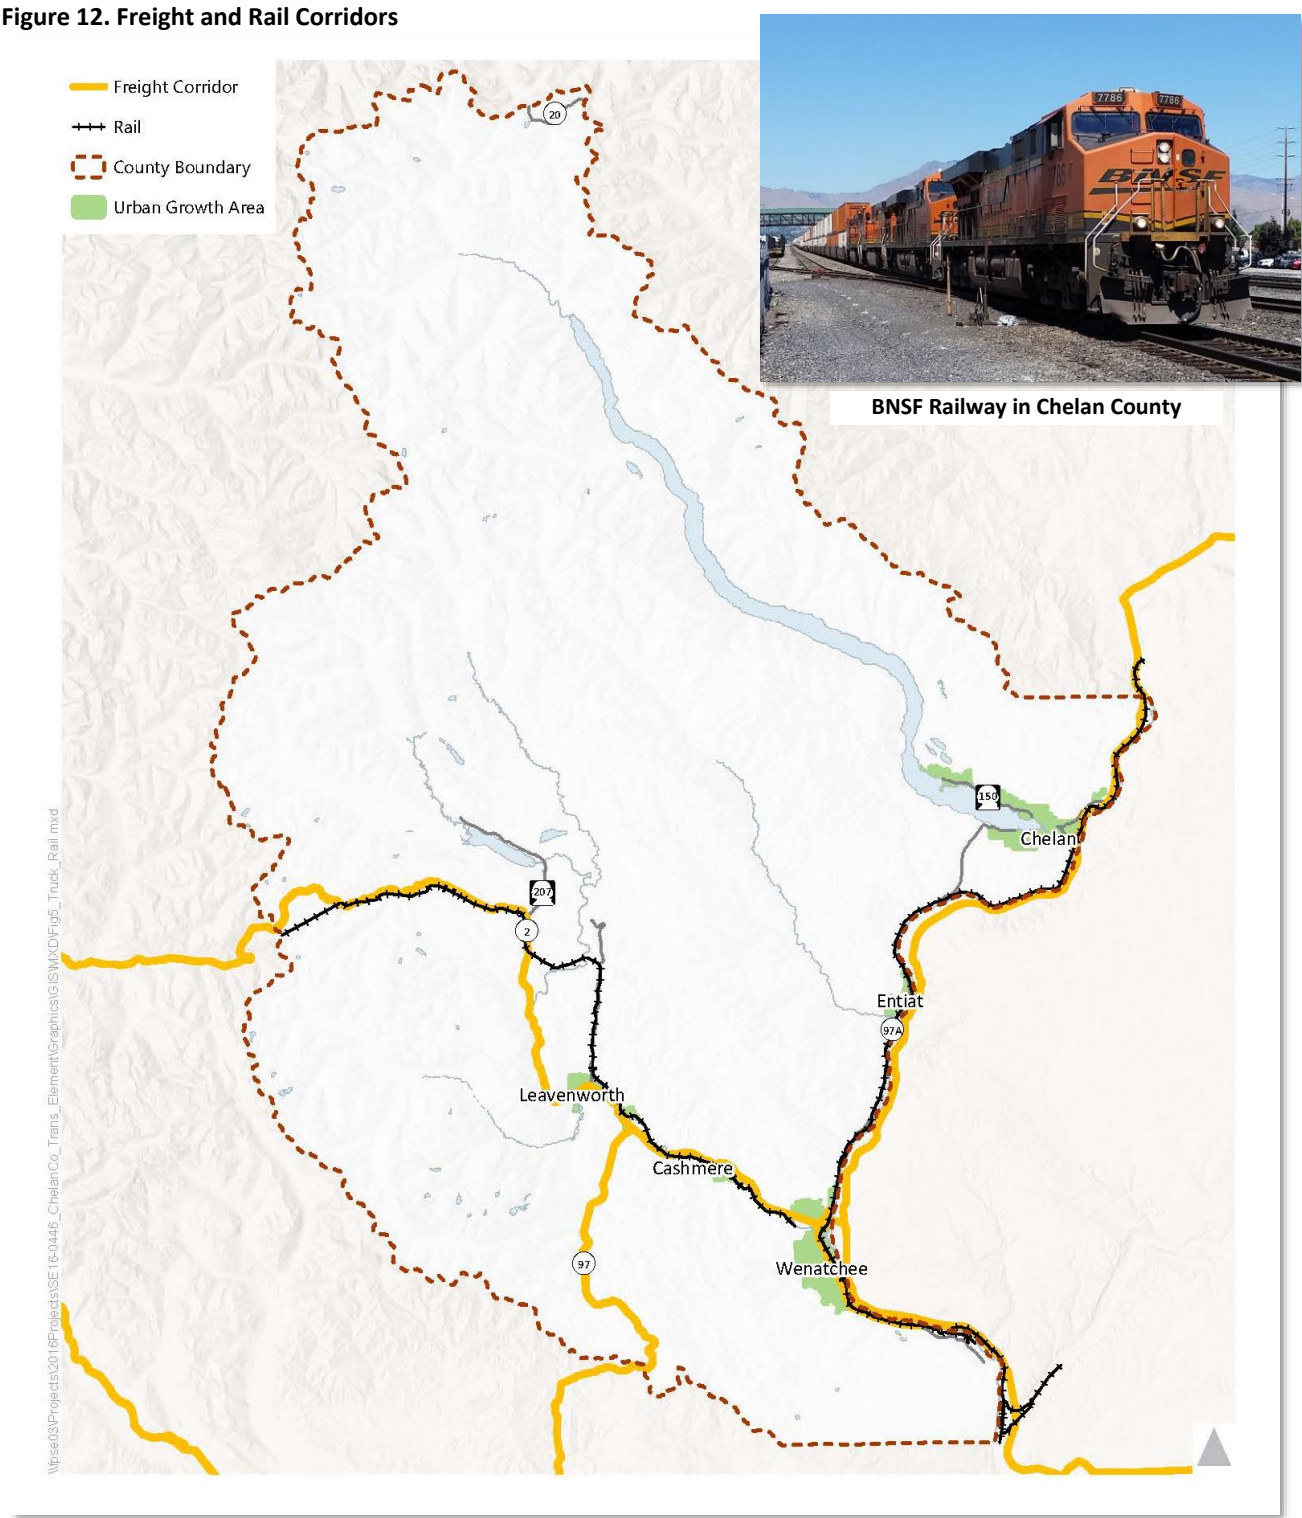 Figure 12. Freight and Rail Corridors
Freight Corridor
Rail
County Boundary
Urban Growth Area
20
7786
7786
BNSF
BNSF Railway in Chelan County
150
Chelan
207
2
Entiat
97A
Leavenworth
Cashmere
97
Wenatchee
\\fpse03\Projects\2016Projects\SE16-0446_ChelanCo_Trans_Element\Graphics\GIS\MXD\Fig5_Truck_Rail.mxd